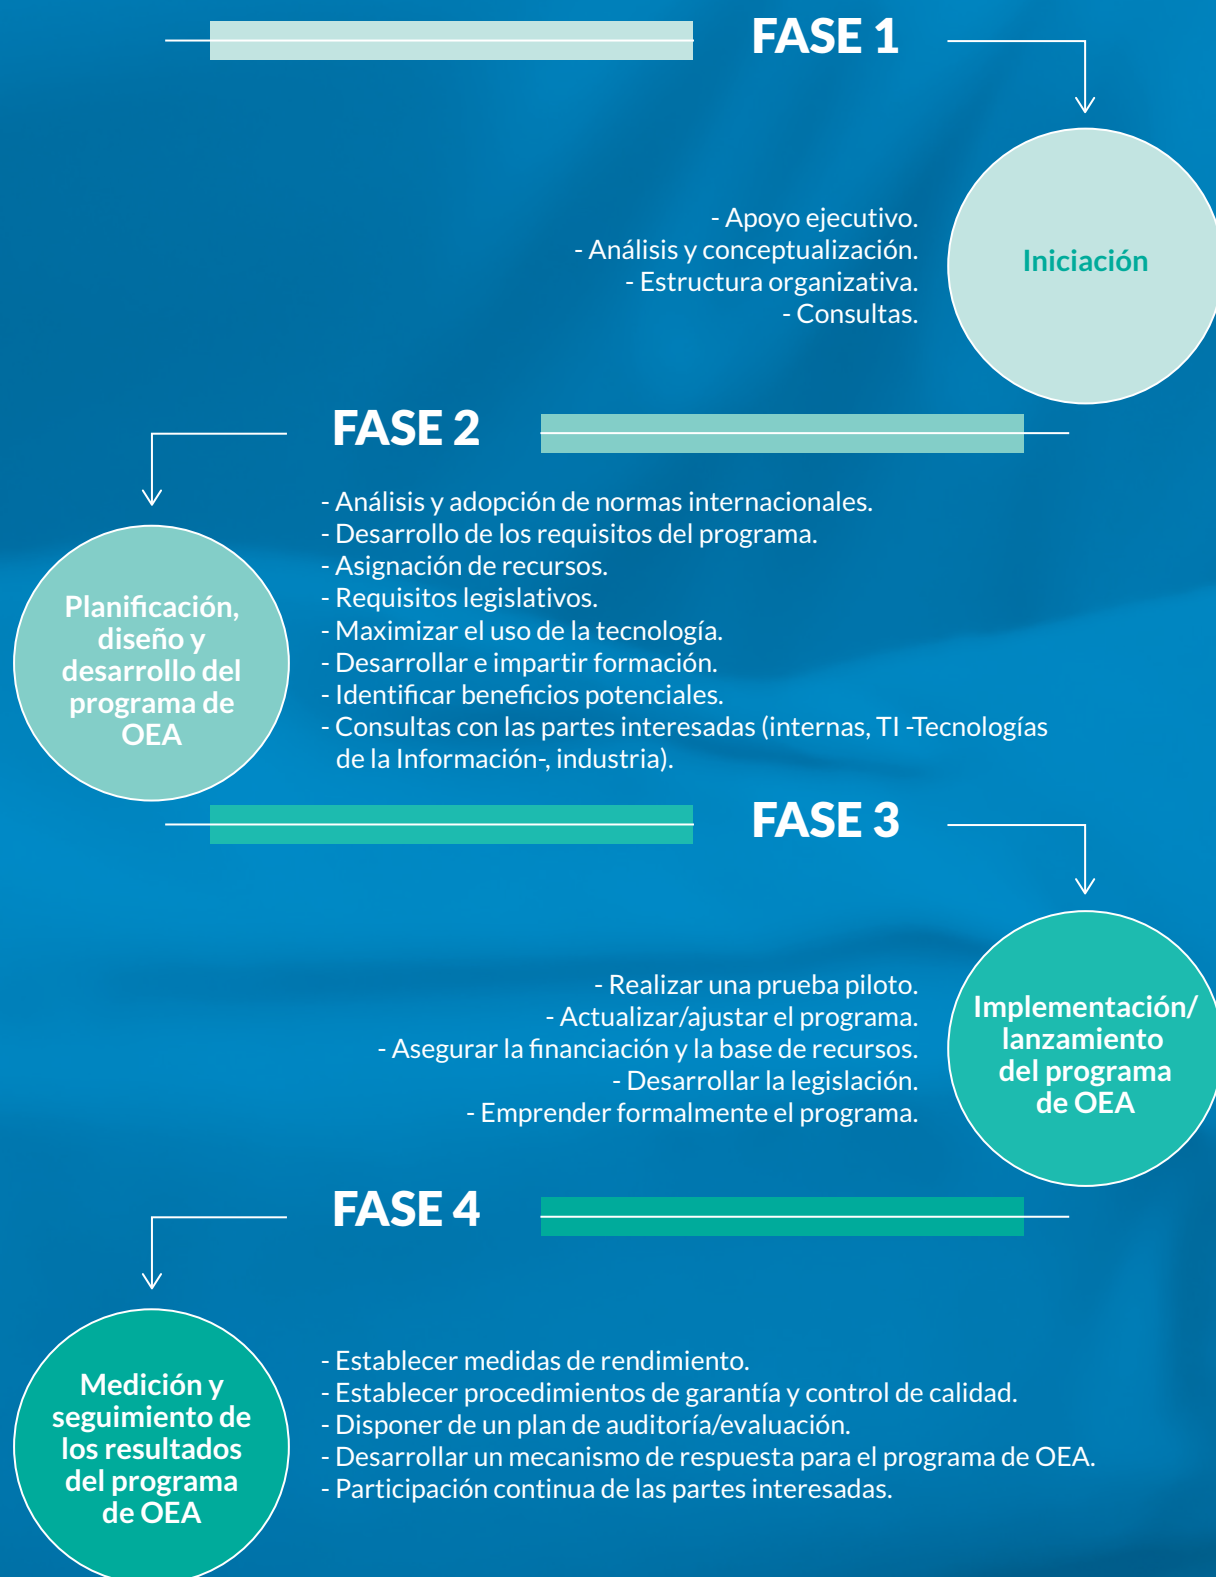 FASE 1
Iniciación
- Apoyo ejecutivo.
- Análisis y conceptualización.
- Estructura organizativa.
- Consultas.
FASE 2
Planificación,
diseño y
desarrollo del
programa de
OEA
- Análisis y adopción de normas internacionales.
- Desarrollo de los requisitos del programa.
- Asignación de recursos.
- Requisitos legislativos.
- Maximizar el uso de la tecnología.
- Desarrollar e impartir formación.
- Identificar beneficios potenciales.
- Consultas con las partes interesadas (internas, TI -Tecnologías
de la Información-, industria).
FASE 3
Implementación/
lanzamiento
del programa
de OEA
- Realizar una prueba piloto.
- Actualizar/ajustar el programa.
- Asegurar la financiación y la base de recursos.
- Desarrollar la legislación.
- Emprender formalmente el programa.
FASE 4
Medición y
seguimiento de
los resultados
del programa
de OEA
- Establecer medidas de rendimiento.
- Establecer procedimientos de garantía y control de calidad.
- Disponer de un plan de auditoría/evaluación.
- Desarrollar un mecanismo de respuesta para el programa de OEA.
- Participación continua de las partes interesadas.